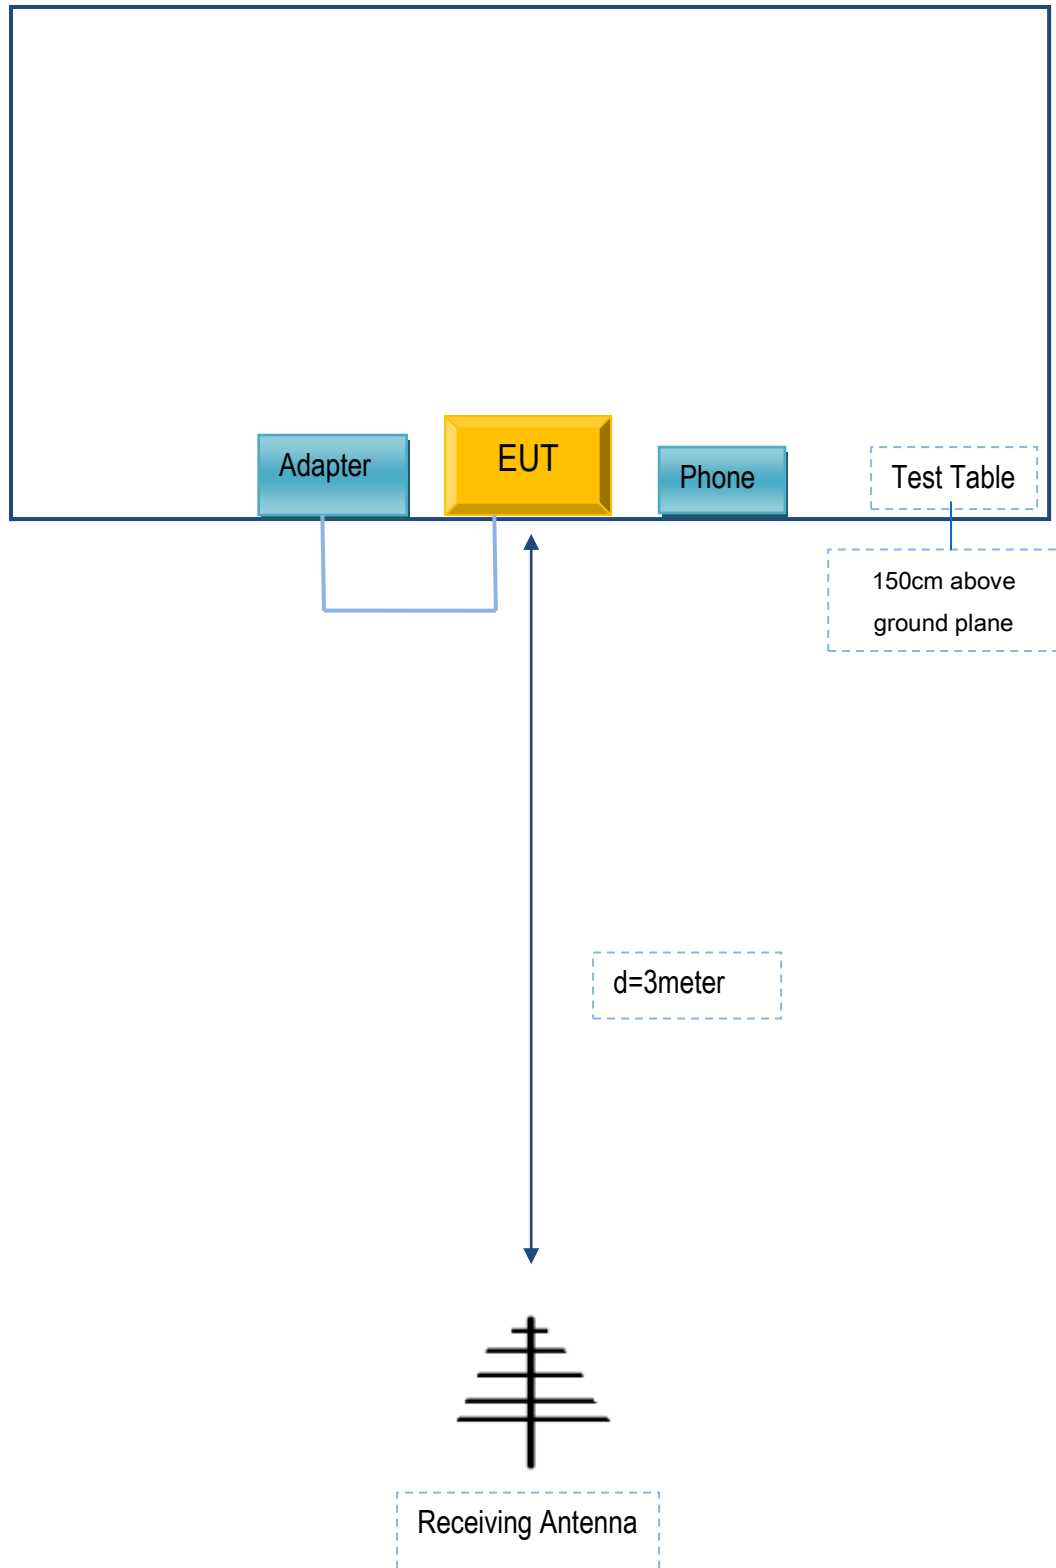 Adapter
EUT
Phone
Test Table
150cm above
ground plane
d=3meter
Receiving Antenna